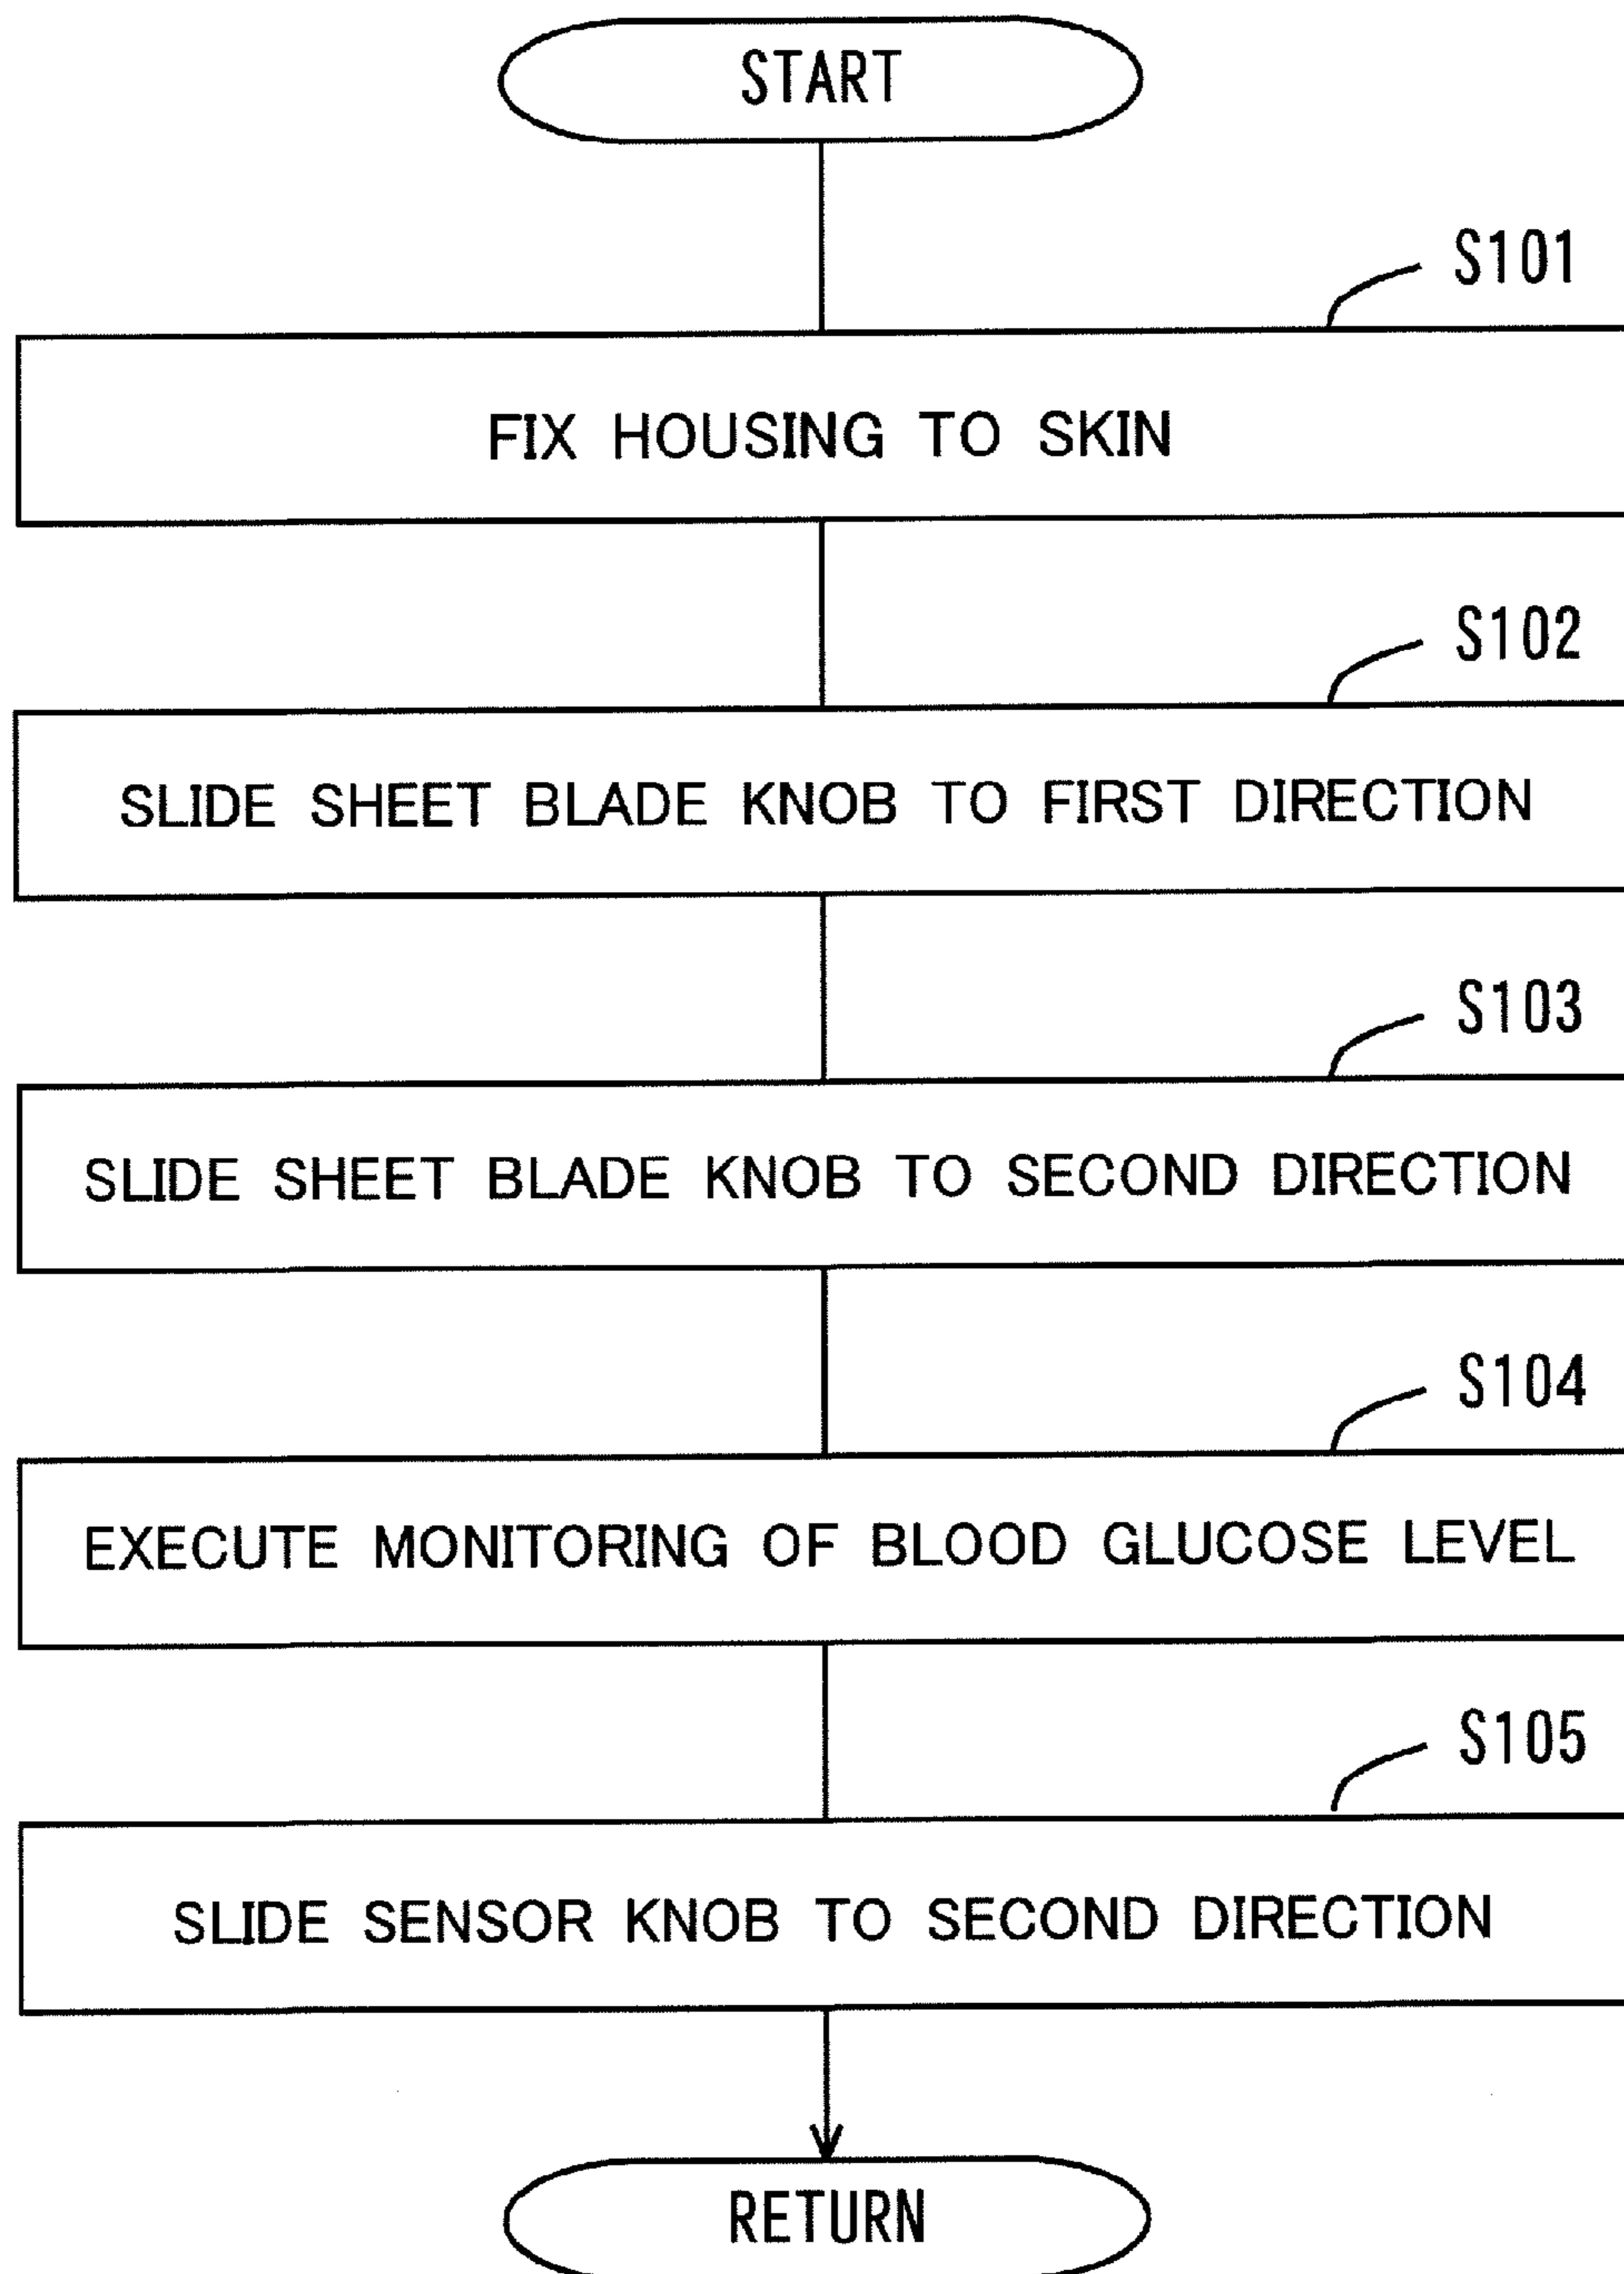 START
S101
FIX HOUSING TO SKIN
S102
SLIDE SHEET BLADE KNOB TO FIRST DIRECTION
S103
SLIDE SHEET BLADE KNOB TO SECOND DIRECTION
S104
EXECUTE MONITORING OF BLOOD GLUCOSE LEVEL
S105
SLIDE SENSOR KNOB TO SECOND DIRECTION
RETURN